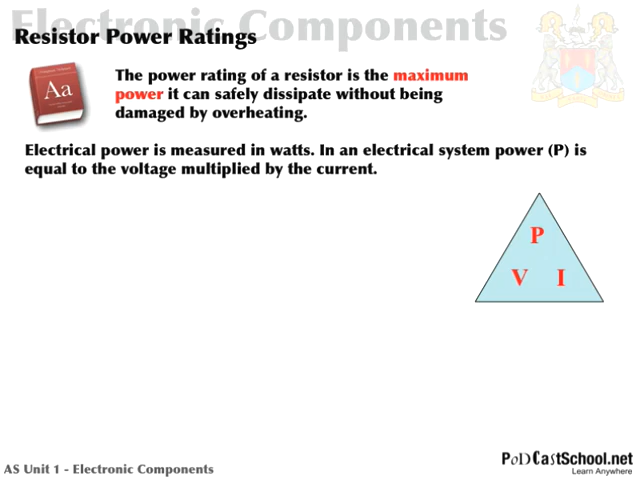 Electronic Components
Resistor Power Ratings
Aa
The power rating of a resistor is the maximum
power it can safely dissipate without being
damaged by overheating.
Electrical power is measured in watts. In an electrical system power (P) is
equal to the voltage multiplied by the current.
P
V I
AS Unit 1 - Electronic Components
PoDCastSchool.net
Learn Anywhere